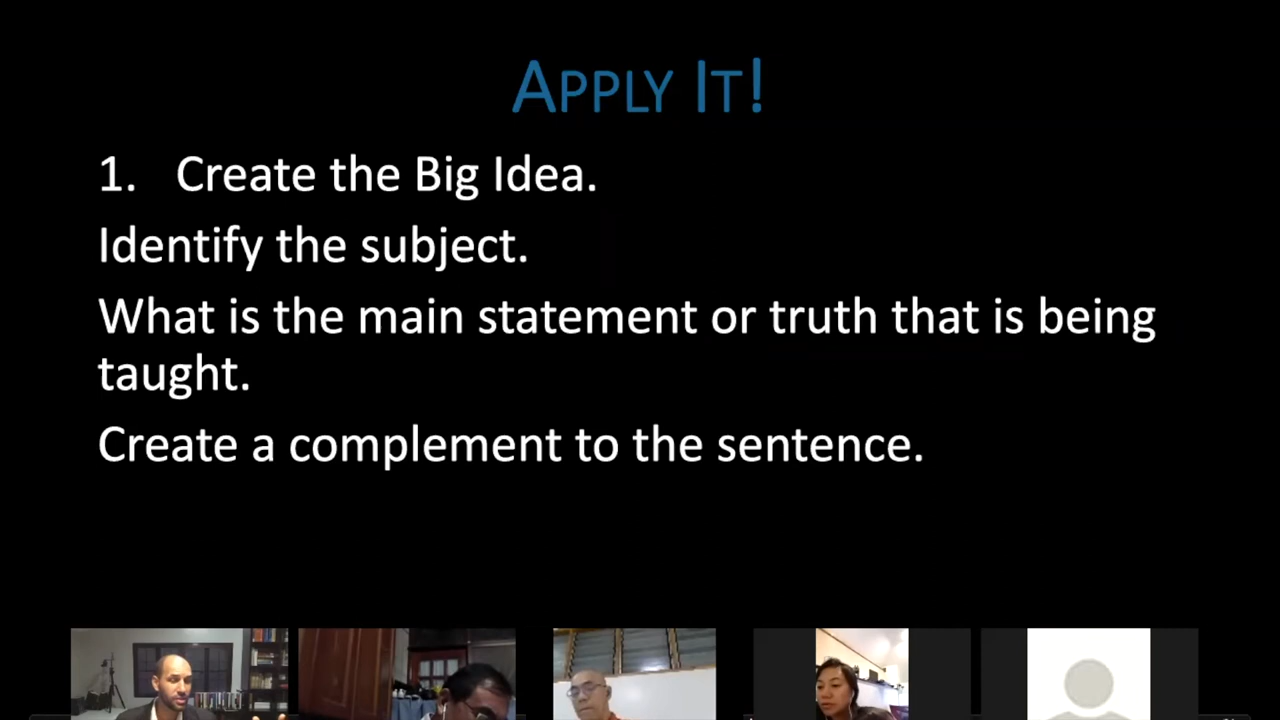 APPLY IT!
1. Create the Big Idea.
Identify the subject.
What is the main statement or truth that is being
taught.
Create a complement to the sentence.